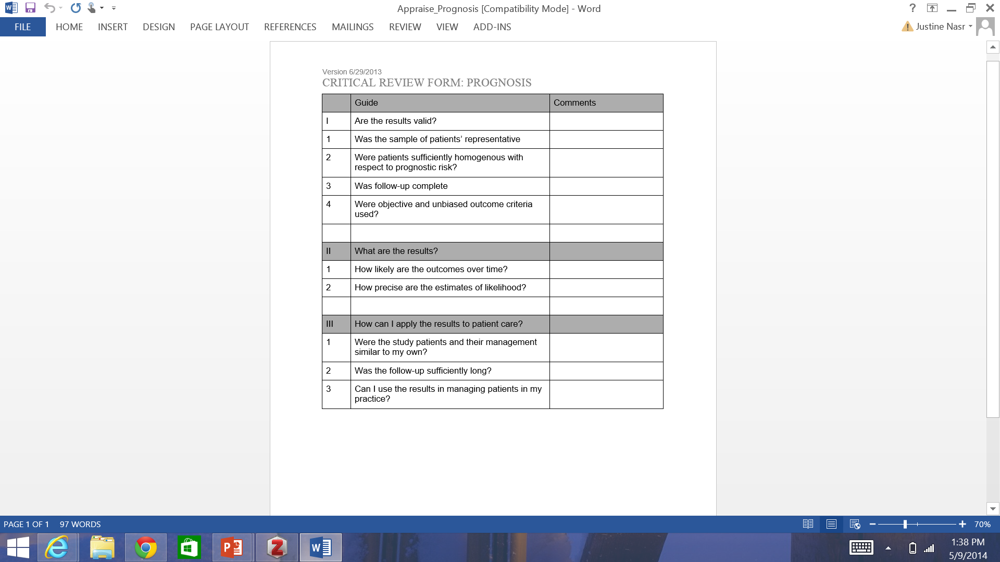 Appraise_Prognosis [Compatibility Mode] - Word
?
FILE HOME INSERT DESIGN PAGE LAYOUT REFERENCES MAILINGS REVIEW VIEW ADD-INS
Justine Nasr
Version 6/29/2013
CRITICAL REVIEW FORM: PROGNOSIS
Guide Comments
I Are the results valid?
1 Was the sample of patients’ representative
2 Were patients sufficiently homogenous with
respect to prognostic risk?
3 Was follow-up complete
4 Were objective and unbiased outcome criteria
used?
II What are the results?
1 How likely are the outcomes over time?
2 How precise are the estimates of likelihood?
III How can I apply the results to patient care?
1 Were the study patients and their management
similar to my own?
2 Was the follow-up sufficiently long?
3 Can I use the results in managing patients in my
practice?
PAGE 1 OF 1 97 WORDS
70%
1:38 PM
5/9/2014